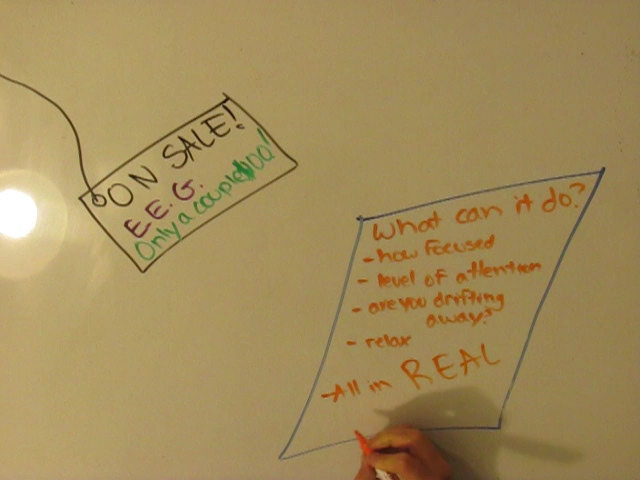 ON SALE!
E.E.G.
Only a couple 100!
What can it do?
- how focused
- level of attention
- are you drifting
away?
- relax
- All in REAL